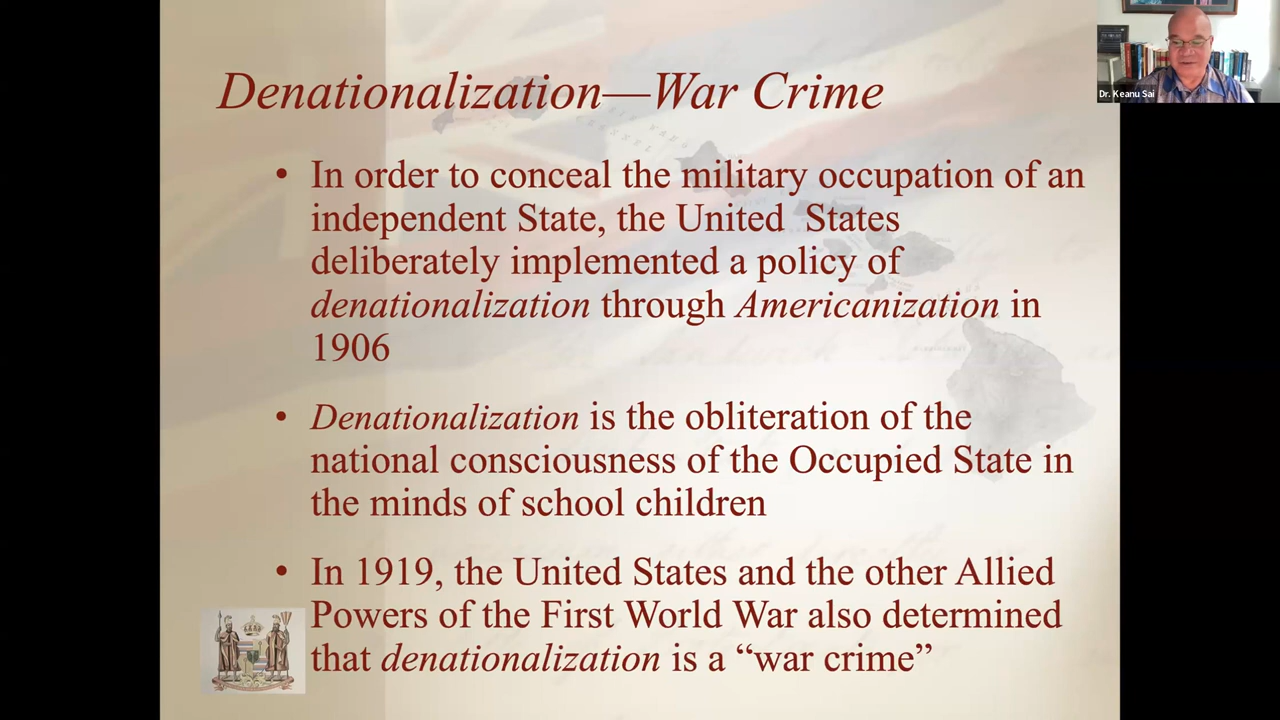 Denationalization—War Crime
Dr. Keanu Sai
• In order to conceal the military occupation of an
independent State, the United  States
deliberately implemented a policy of
denationalization through Americanization in
1906
• Denationalization is the obliteration of the
national consciousness of the Occupied State in
the minds of school children
• In 1919, the United States and the other Allied
Powers of the First World War also determined
that denationalization is a “war crime”